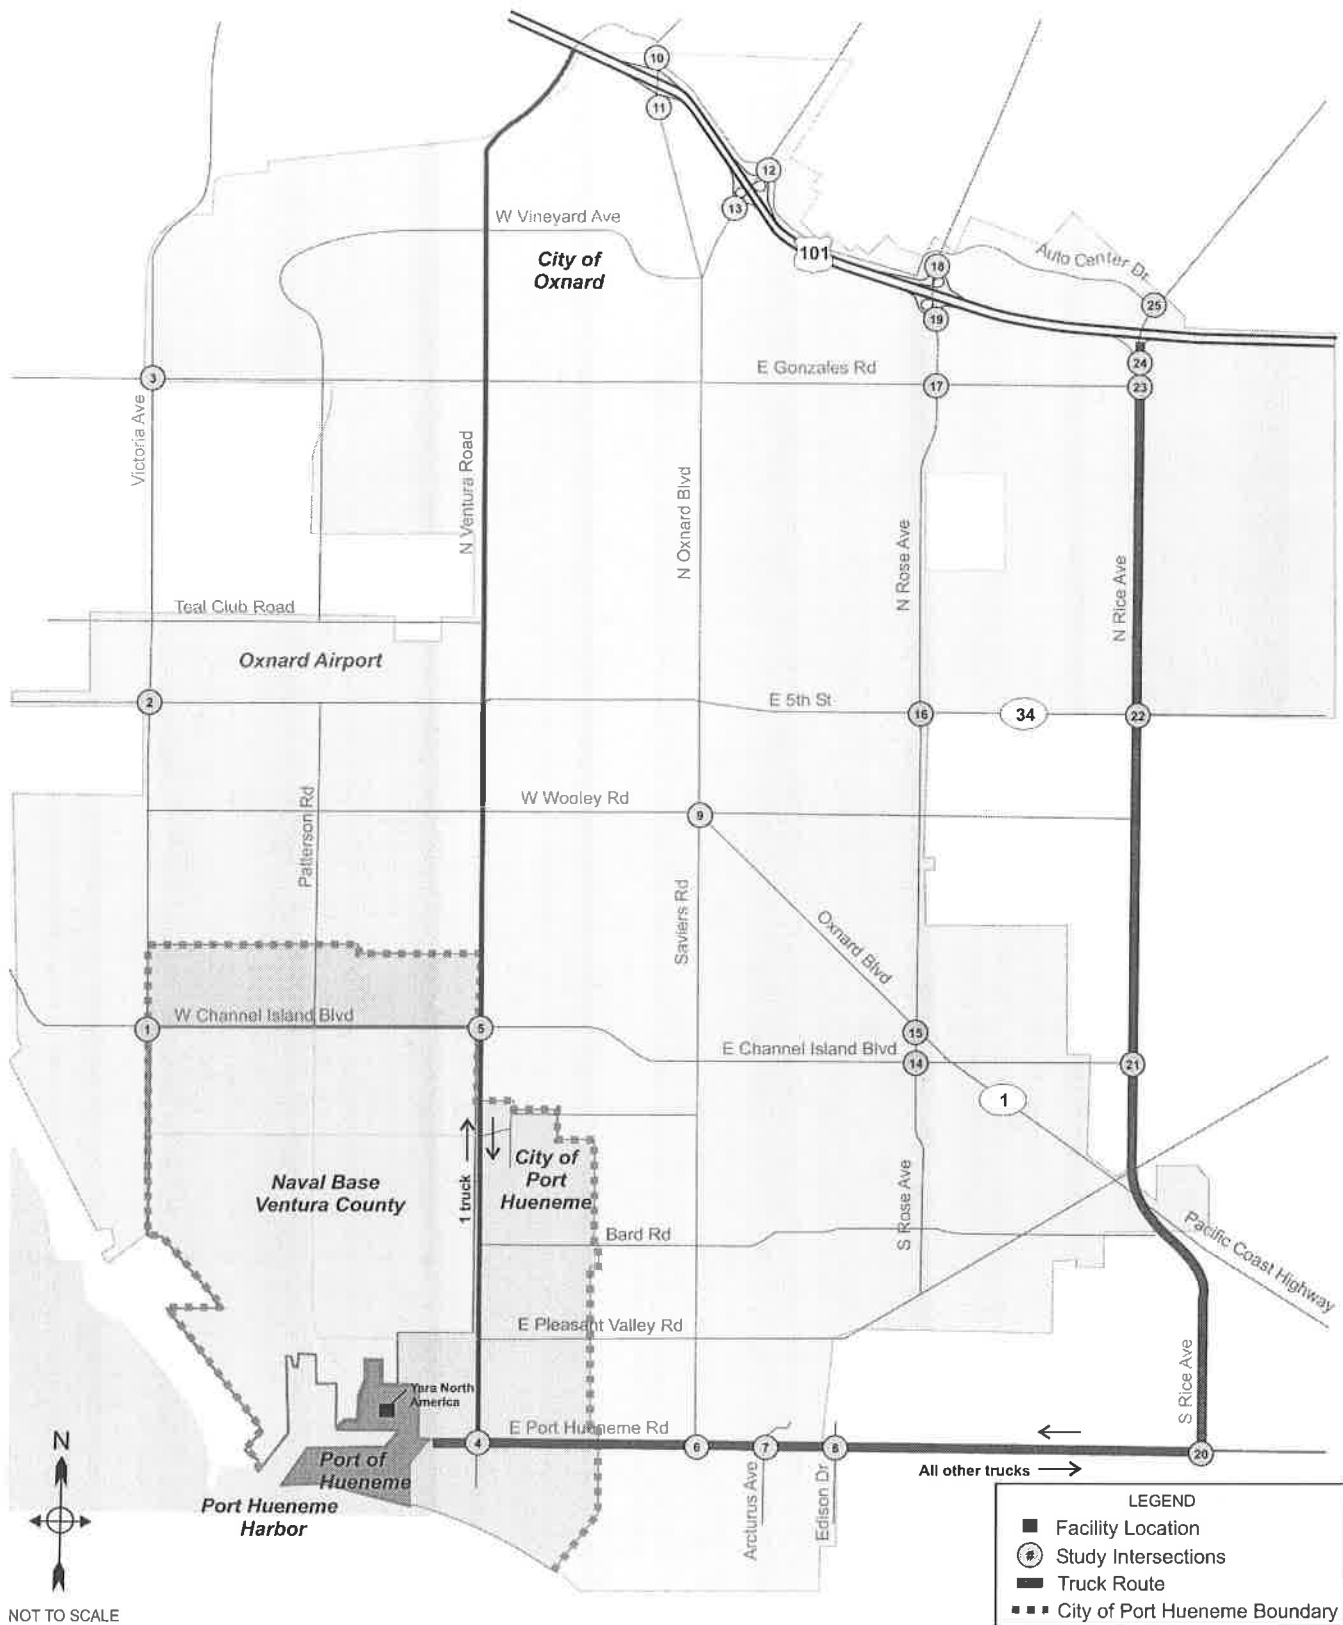 10
11
12
13
W Vineyard Ave
City of
Oxnard
101
18
Auto Center Dr
25
19
24
3
E Gonzales Rd
17
23
Victoria Ave
N Ventura Road
N Oxnard Blvd
N Rose Ave
N Rice Ave
Teal Club Road
Oxnard Airport
2
E 5th St
16
34
22
W Wooley Rd
9
Patterson Rd
Saviers Rd
Oxnard Blvd
1
W Channel Island Blvd
5
15
E Channel Island Blvd
14
21
1
1 truck
City of
Port
Hueneme
Naval Base
Ventura County
S Rose Ave
Bard Rd
Pacific Coast Highway
E Pleasant Valley Rd
S Rice Ave
Yara North
America
E Port Hueneme Rd
4
6
7
8
20
N
Port of
Hueneme
All other trucks
Arcturus Ave
Edison Dr
Port Hueneme
Harbor
LEGEND
Facility Location
# Study Intersections
Truck Route
City of Port Hueneme Boundary
NOT TO SCALE